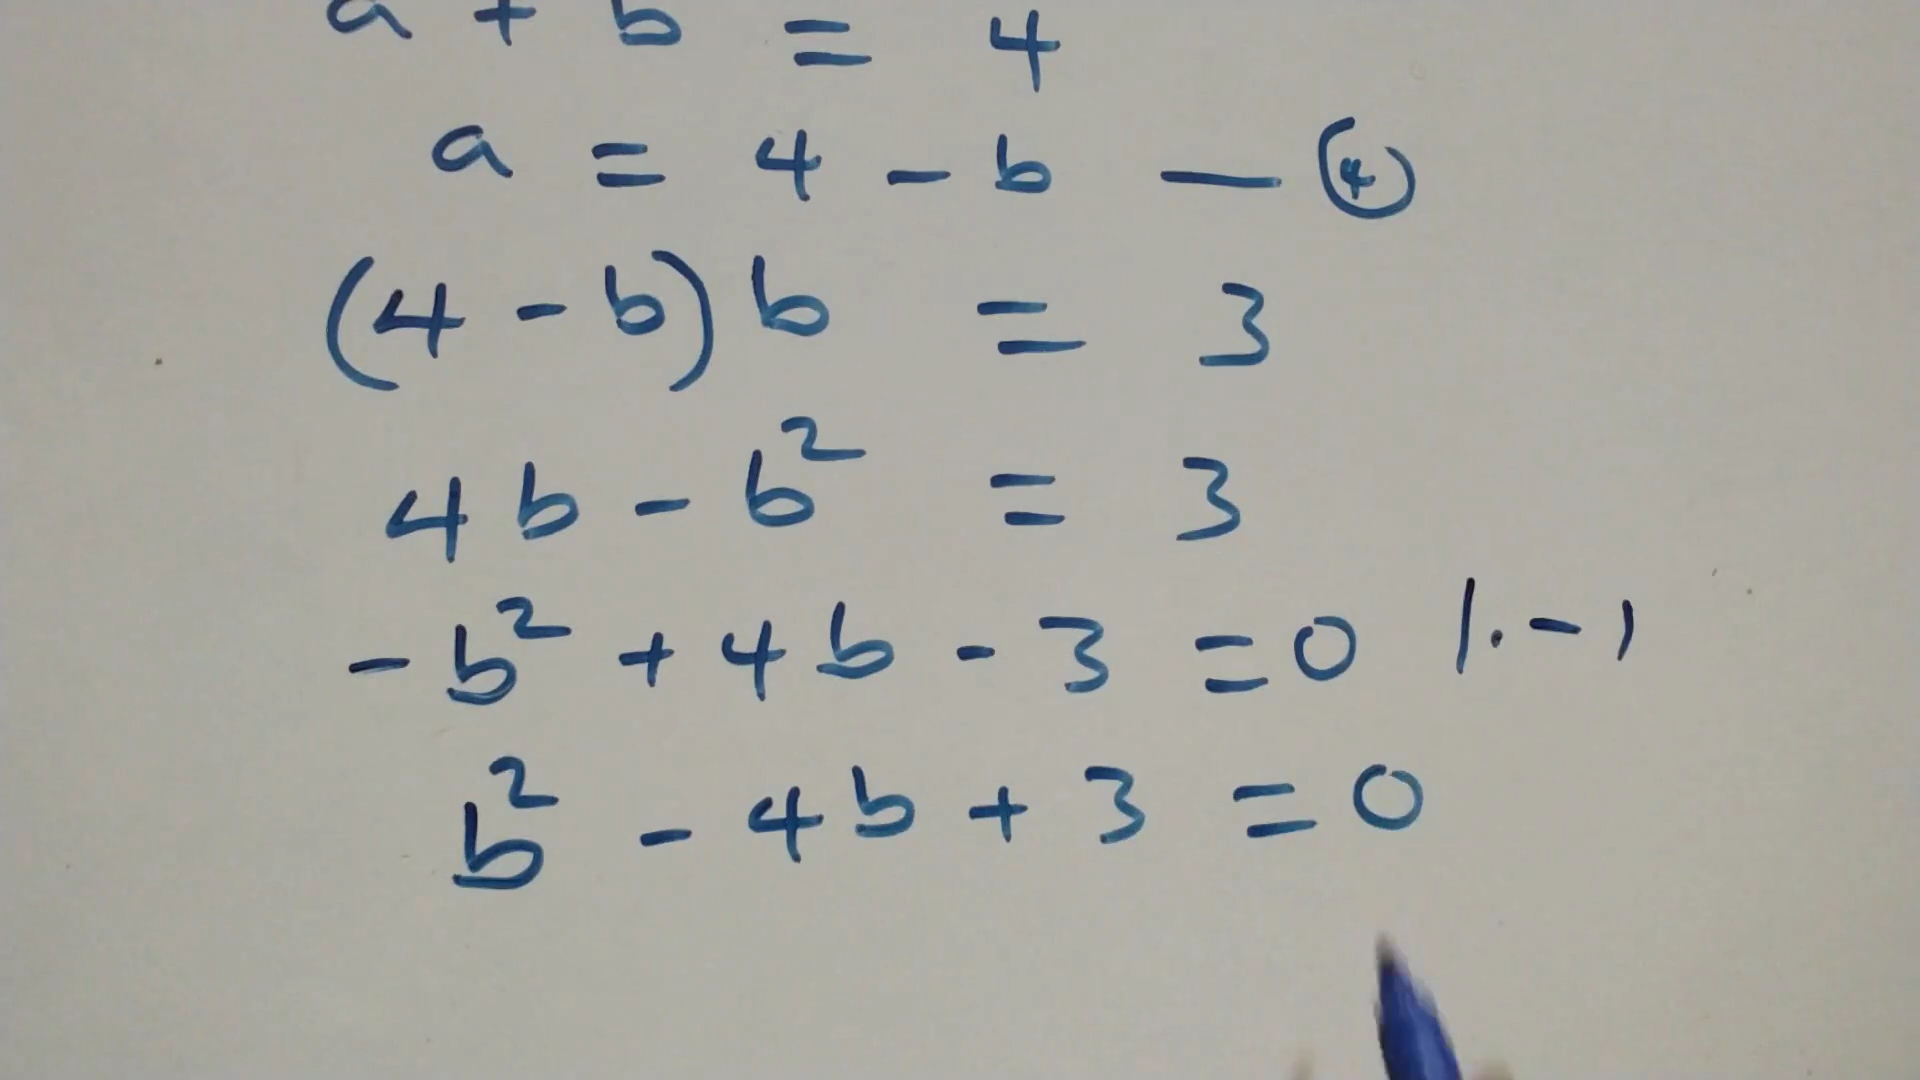 a + b = 4
a = 4 - b — (4)
(4 - b) b = 3
4b - b² = 3
-b² + 4b - 3 = 0 | · - 1
b² - 4b + 3 = 0